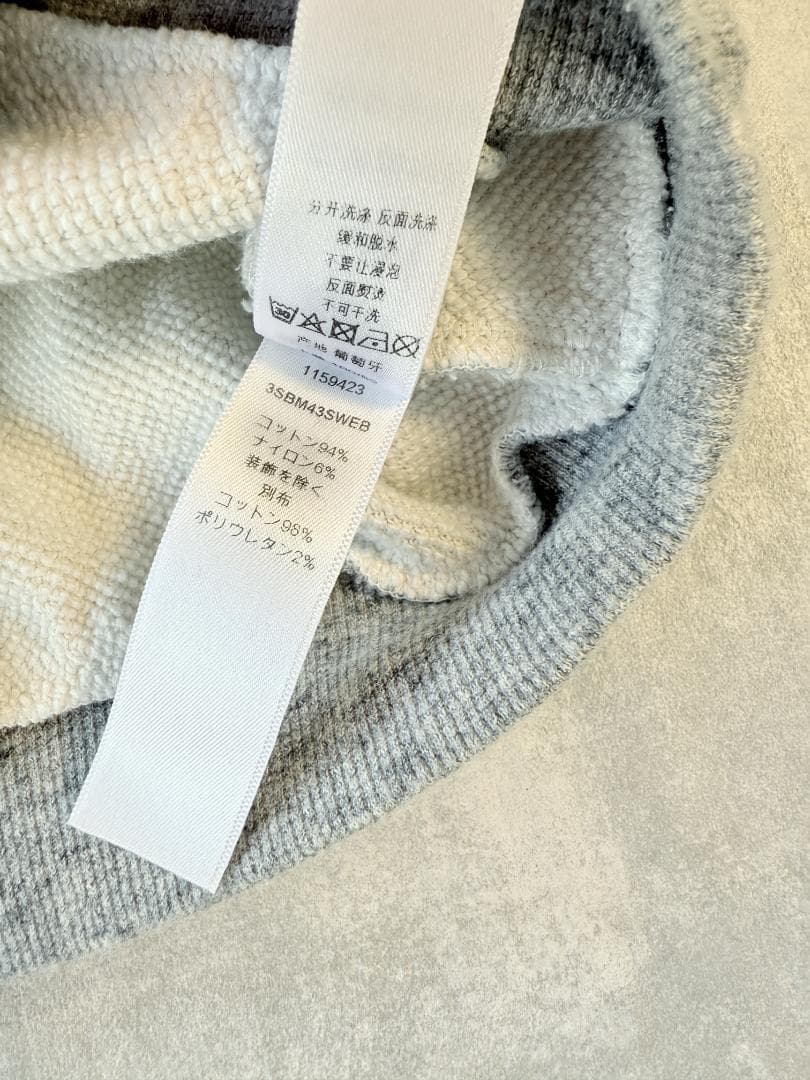 分开洗涤 反面洗涤
缓和脱水
不要让浸泡
反面熨烫
不可干洗
30
产地 葡萄牙
1159423
3SBM43SWEB
コットン94%
ナイロン6%
装飾を除く
別布
コットン98%
ポリウレタン2%